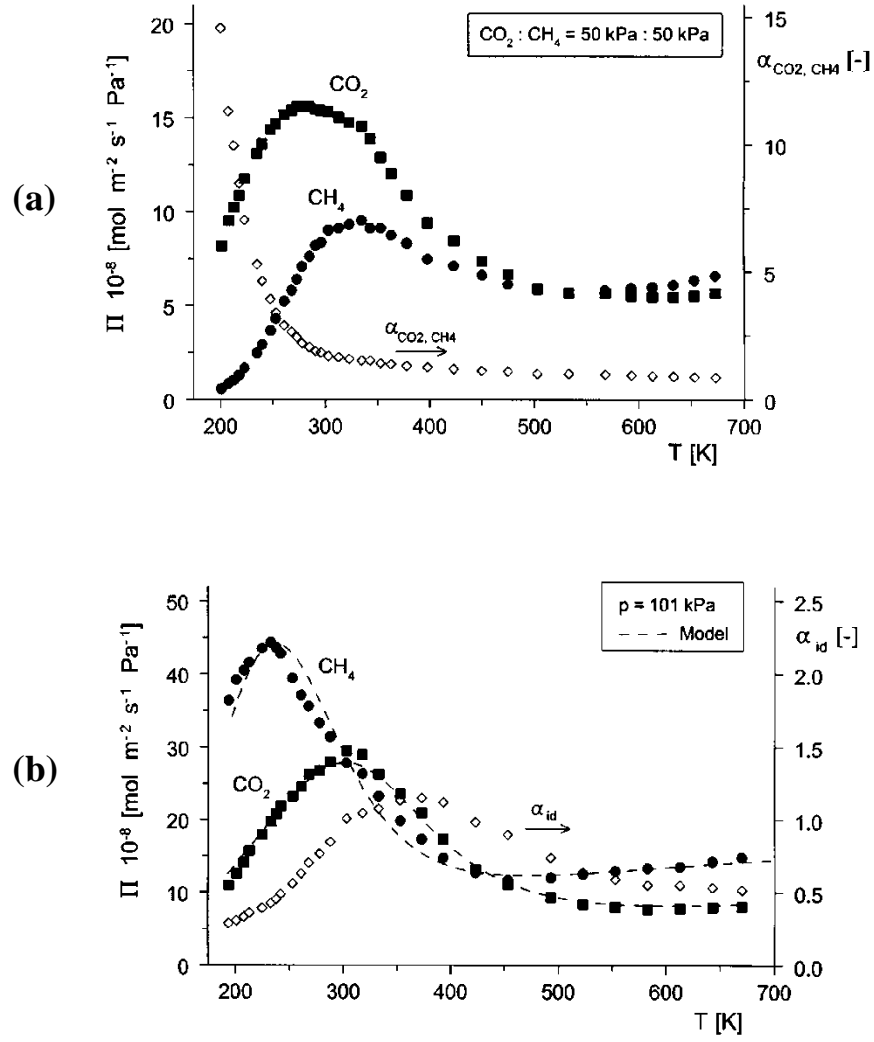 (a)
CO2 : CH4 = 50 kPa : 50 kPa
αCO2, CH4 [-]
Π 10-8 [mol m-2 s-1 Pa-1]
20
15
10
5
0
15
10
5
0
CO2
CH4
αCO2, CH4
200 300 400 500 600 700
T [K]
(b)
p = 101 kPa
--- Model
αid [-]
Π 10-8 [mol m-2 s-1 Pa-1]
50
40
30
20
10
0
2.5
2.0
1.5
1.0
0.5
0.0
CH4
CO2
αid
200 300 400 500 600 700
T [K]